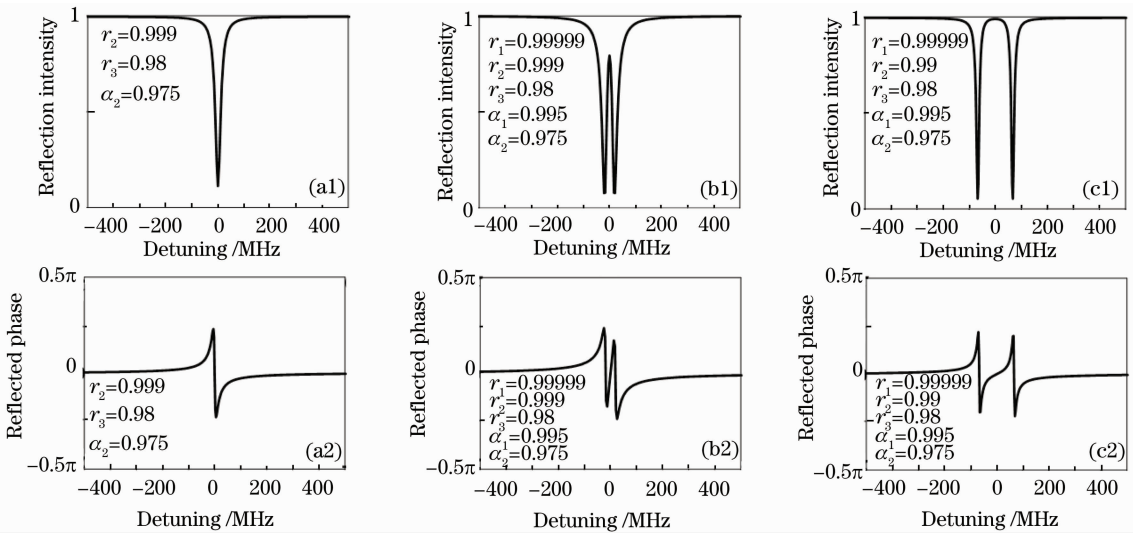 1
Reflection intensity
r₂=0.999
r₃=0.98
α₂=0.975
(a1)
0
−400 −200 0 200 400
Detuning /MHz
1
Reflection intensity
r₁=0.99999
r₂=0.999
r₃=0.98
α₁=0.995
α₂=0.975
(b1)
0
−400 −200 0 200 400
Detuning /MHz
1
Reflection intensity
r₁=0.99999
r₂=0.99
r₃=0.98
α₁=0.995
α₂=0.975
(c1)
0
−400 −200 0 200 400
Detuning /MHz
0.5π
Reflected phase
0
r₂=0.999
r₃=0.98
α₂=0.975
(a2)
−0.5π
−400 −200 0 200 400
Detuning /MHz
0.5π
Reflected phase
0
r₁=0.99999
r₂=0.999
r₃=0.98
α₁=0.995
α₂=0.975
(b2)
−0.5π
−400 −200 0 200 400
Detuning /MHz
0.5π
Reflected phase
0
r₁=0.99999
r₂=0.99
r₃=0.98
α₁=0.995
α₂=0.975
(c2)
−0.5π
−400 −200 0 200 400
Detuning /MHz